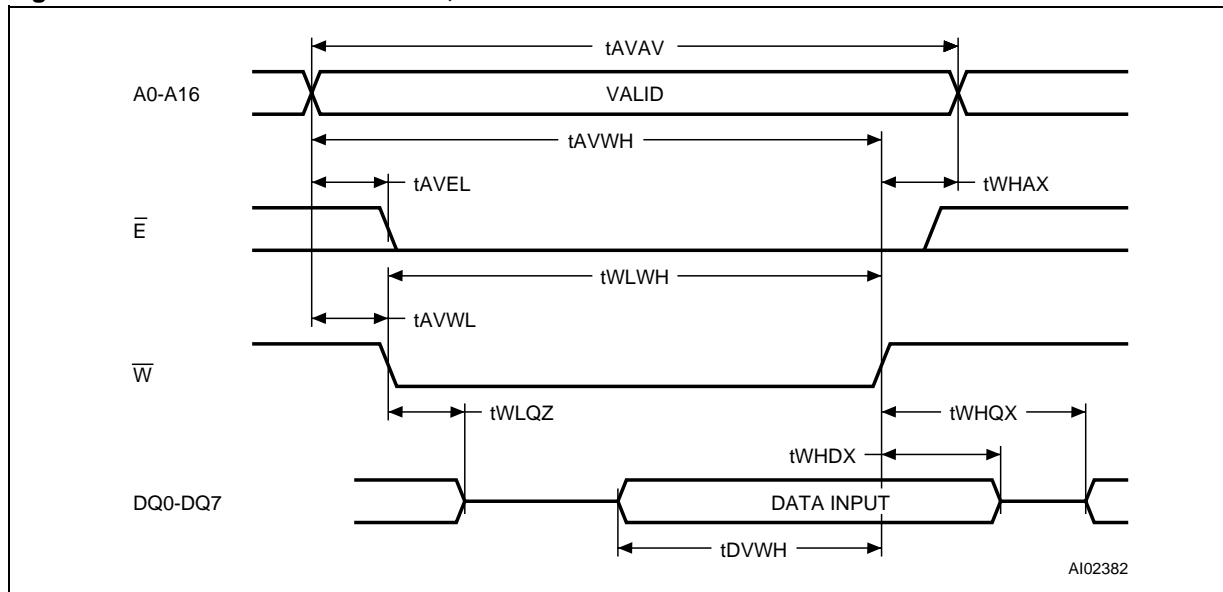 tAVAV
A0-A16
VALID
tAVWH
tAVEL
tWHAX
E̅
tWLWH
tAVWL
W̅
tWLQZ
tWHQX
tWHDX
DQ0-DQ7
DATA INPUT
tDVWH
AI02382